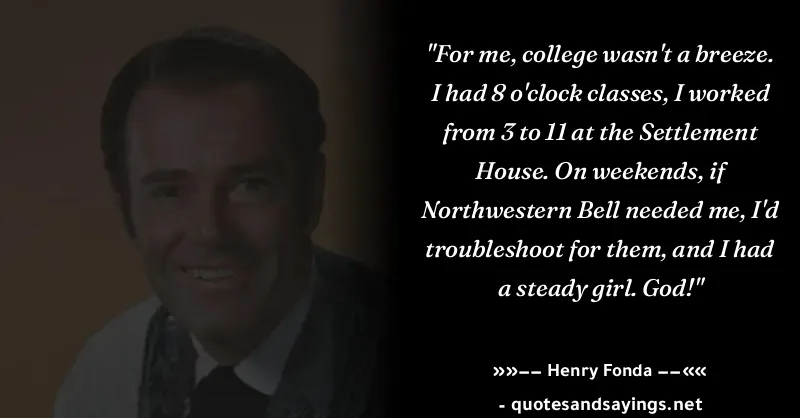 "For me, college wasn't a breeze.
I had 8 o'clock classes, I worked
from 3 to 11 at the Settlement
House. On weekends, if
Northwestern Bell needed me, I'd
troubleshoot for them, and I had
a steady girl. God!"
»»−− Henry Fonda −−««
- quotesandsayings.net